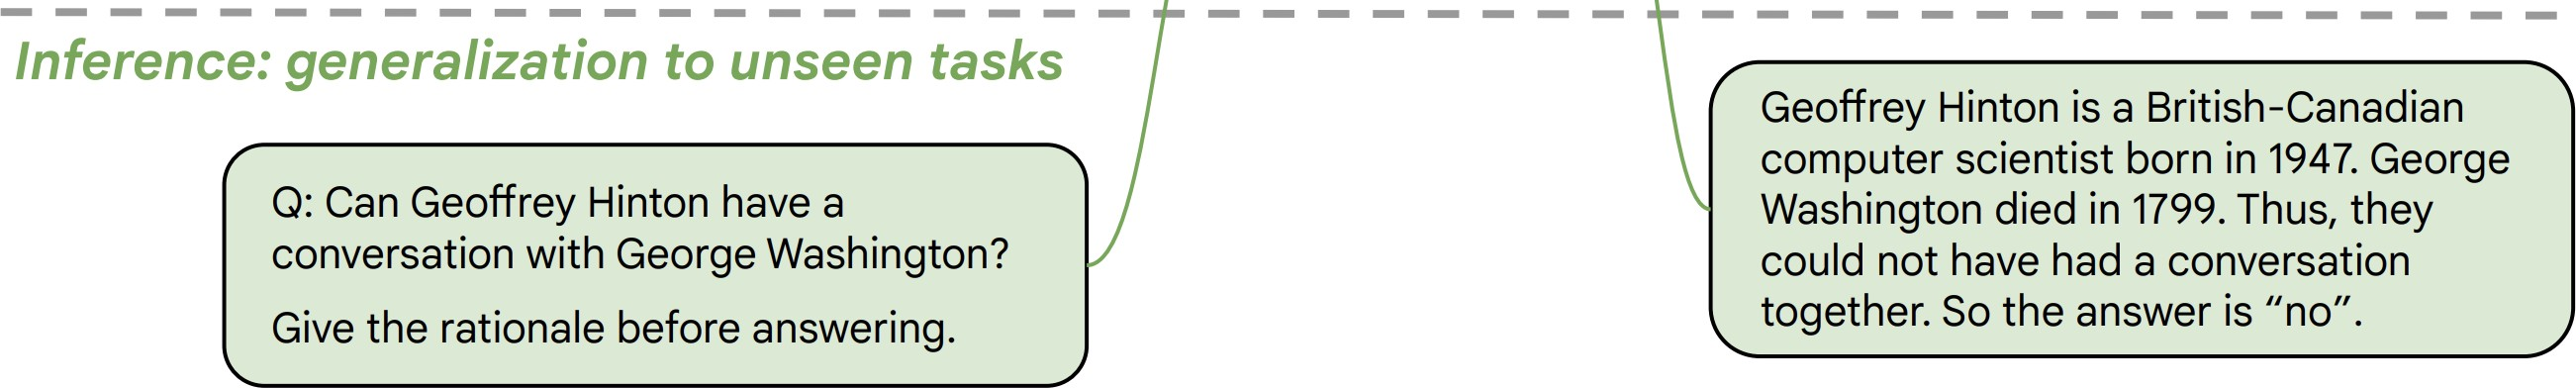 Inference: generalization to unseen tasks
Q: Can Geoffrey Hinton have a
conversation with George Washington?
Give the rationale before answering.
Geoffrey Hinton is a British-Canadian
computer scientist born in 1947. George
Washington died in 1799. Thus, they
could not have had a conversation
together. So the answer is “no”.